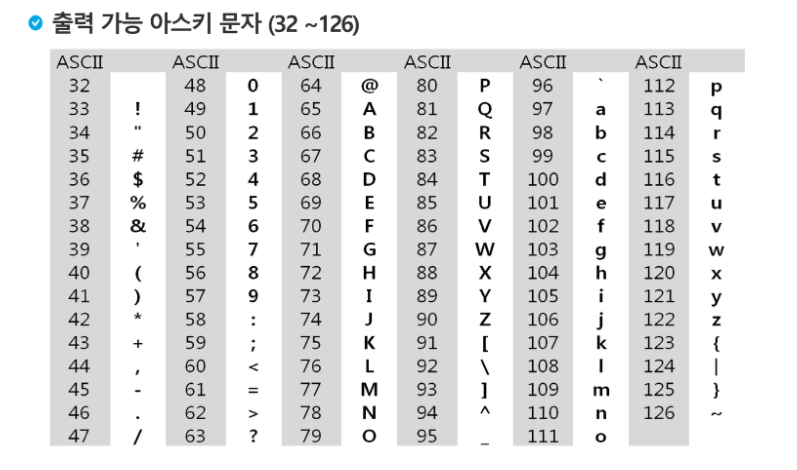 출력 가능 아스키 문자 (32 ~126)
ASCII ASCII ASCII ASCII ASCII ASCII
32 48 0 64 @ 80 P 96 ` 112 p
33 ! 49 1 65 A 81 Q 97 a 113 q
34 " 50 2 66 B 82 R 98 b 114 r
35 # 51 3 67 C 83 S 99 c 115 s
36 $ 52 4 68 D 84 T 100 d 116 t
37 % 53 5 69 E 85 U 101 e 117 u
38 & 54 6 70 F 86 V 102 f 118 v
39 ' 55 7 71 G 87 W 103 g 119 w
40 ( 56 8 72 H 88 X 104 h 120 x
41 ) 57 9 73 I 89 Y 105 i 121 y
42 * 58 : 74 J 90 Z 106 j 122 z
43 + 59 ; 75 K 91 [ 107 k 123 {
44 , 60 < 76 L 92 \ 108 l 124 |
45 - 61 = 77 M 93 ] 109 m 125 }
46 . 62 > 78 N 94 ^ 110 n 126 ~
47 / 63 ? 79 O 95 _ 111 o